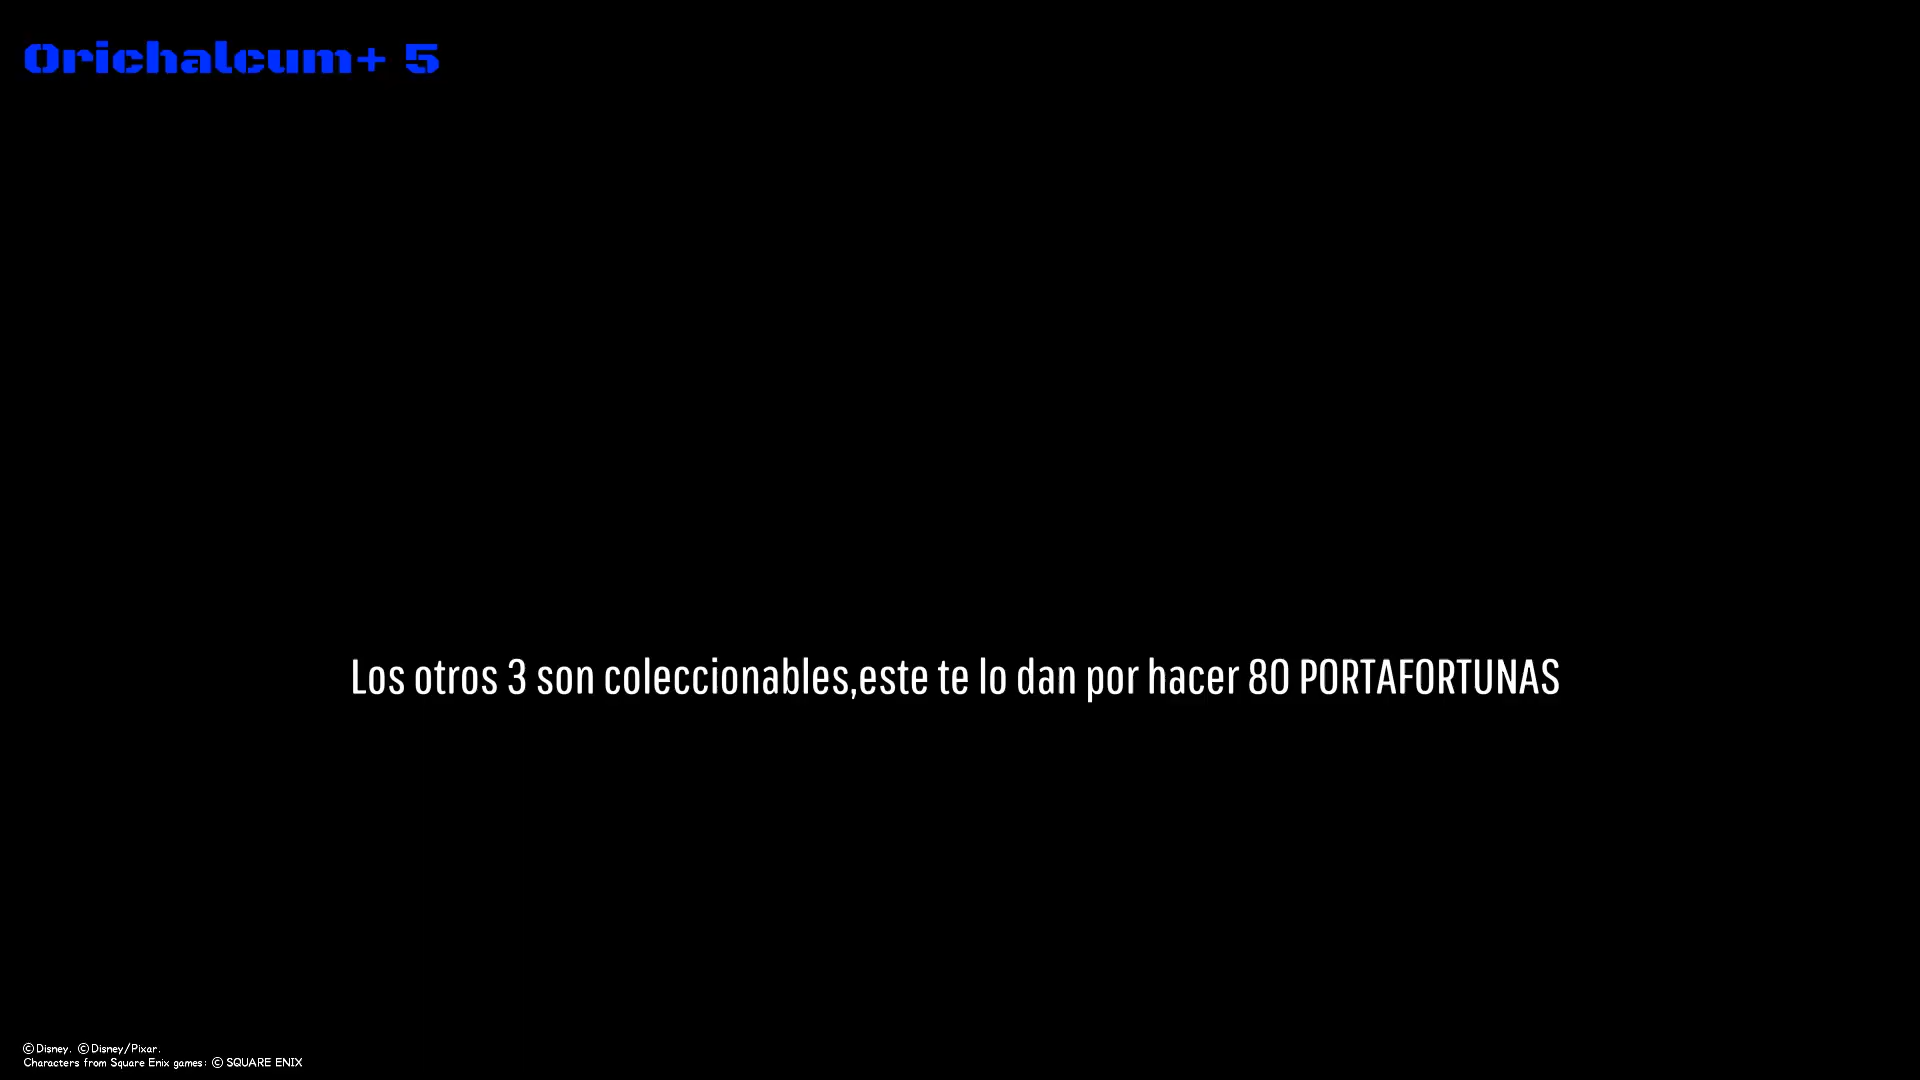 Orichalcum+ 5
Los otros 3 son coleccionables,este te lo dan por hacer 80 PORTAFORTUNAS
©Disney. ©Disney/Pixar.
Characters from Square Enix games: © SQUARE ENIX